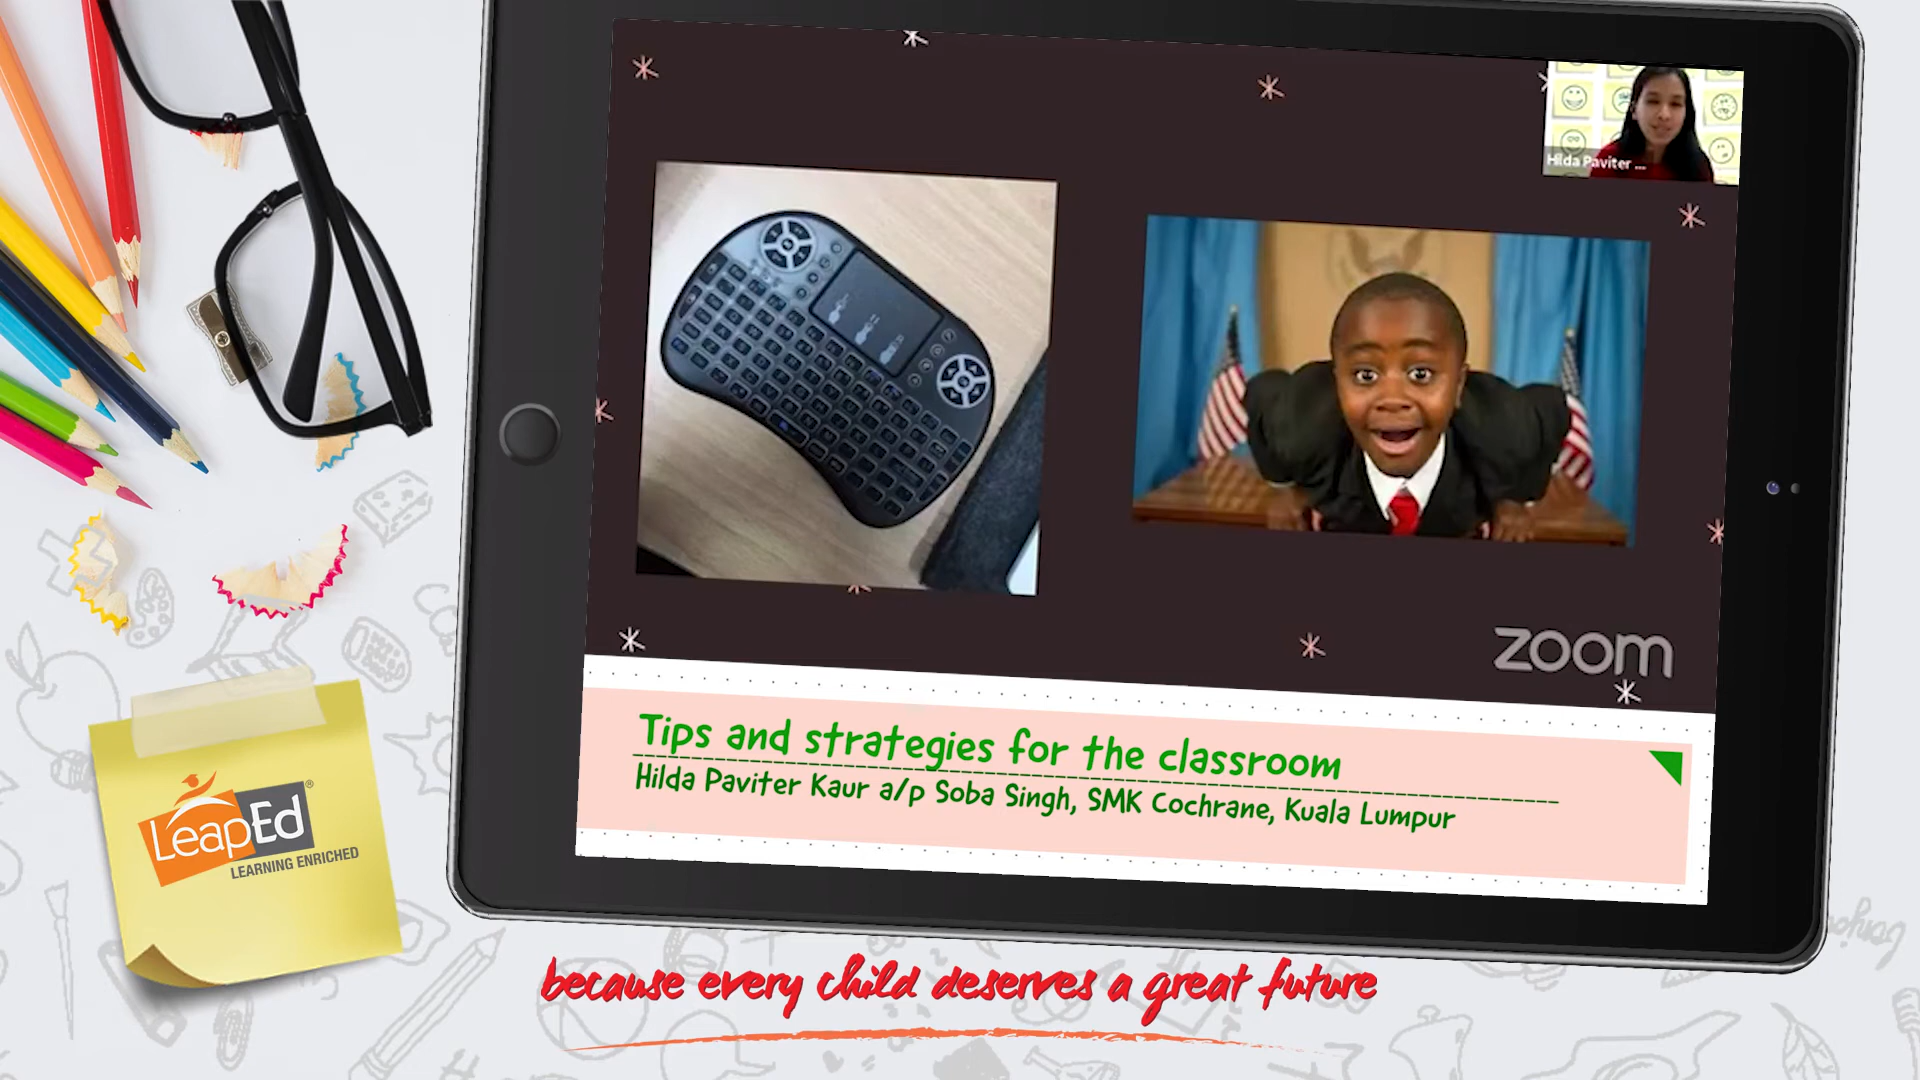 Hilda Paviter ...
zoom
Tips and strategies for the classroom
Hilda Paviter Kaur a/p Soba Singh, SMK Cochrane, Kuala Lumpur
LeapEd®
LEARNING ENRICHED
because every child deserves a great future